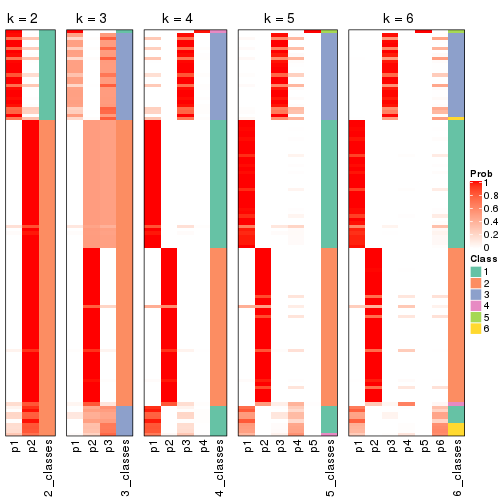 k = 2
k = 3
k = 4
k = 5
k = 6
p1
p2
2_classes
p1
p2
p3
3_classes
p1
p2
p3
p4
4_classes
p1
p2
p3
p4
p5
5_classes
p1
p2
p3
p4
p5
p6
6_classes
Prob
1
0.8
0.6
0.4
0.2
0
Class
1
2
3
4
5
6